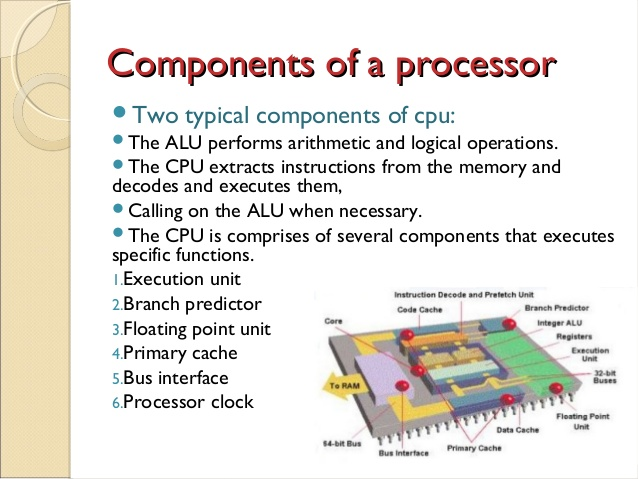 Components of a processor
Two typical components of cpu:
The ALU performs arithmetic and logical operations.
The CPU extracts instructions from the memory and
decodes and executes them,
Calling on the ALU when necessary.
The CPU is comprises of several components that executes
specific functions.
1.Execution unit
2.Branch predictor
3.Floating point unit
4.Primary cache
5.Bus interface
6.Processor clock
Instruction Decode and Prefetch Unit
Code Cache
Branch Predictor
Core
Integer ALU
Registers
Execution
Unit
32-bit
Buses
To RAM
Floating
Point
Unit
64-bit Bus
Bus Interface
Primary Cache
Data Cache